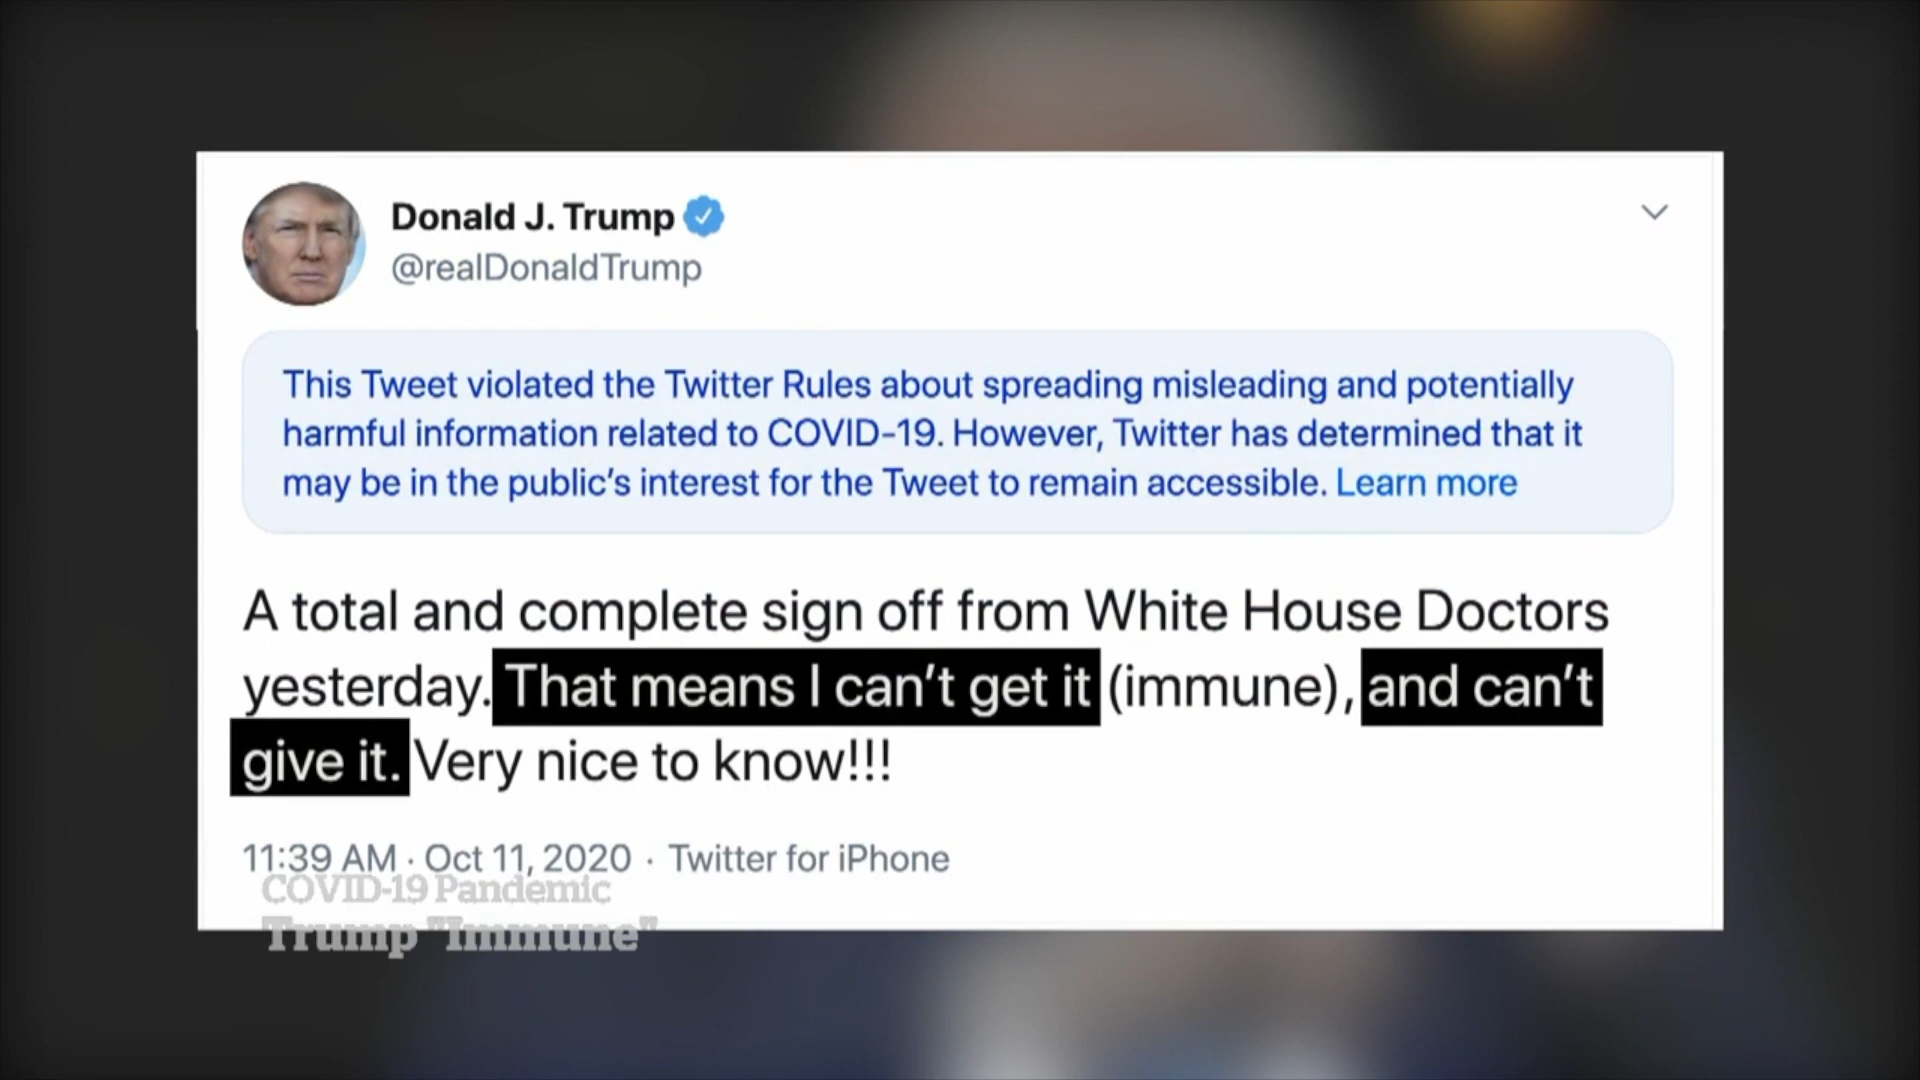 Donald J. Trump
@realDonaldTrump
This Tweet violated the Twitter Rules about spreading misleading and potentially
harmful information related to COVID-19. However, Twitter has determined that it
may be in the public's interest for the Tweet to remain accessible. Learn more
A total and complete sign off from White House Doctors
yesterday. That means I can't get it (immune), and can't
give it. Very nice to know!!!
11:39 AM · Oct 11, 2020 · Twitter for iPhone
COVID-19 Pandemic
Trump "Immune"